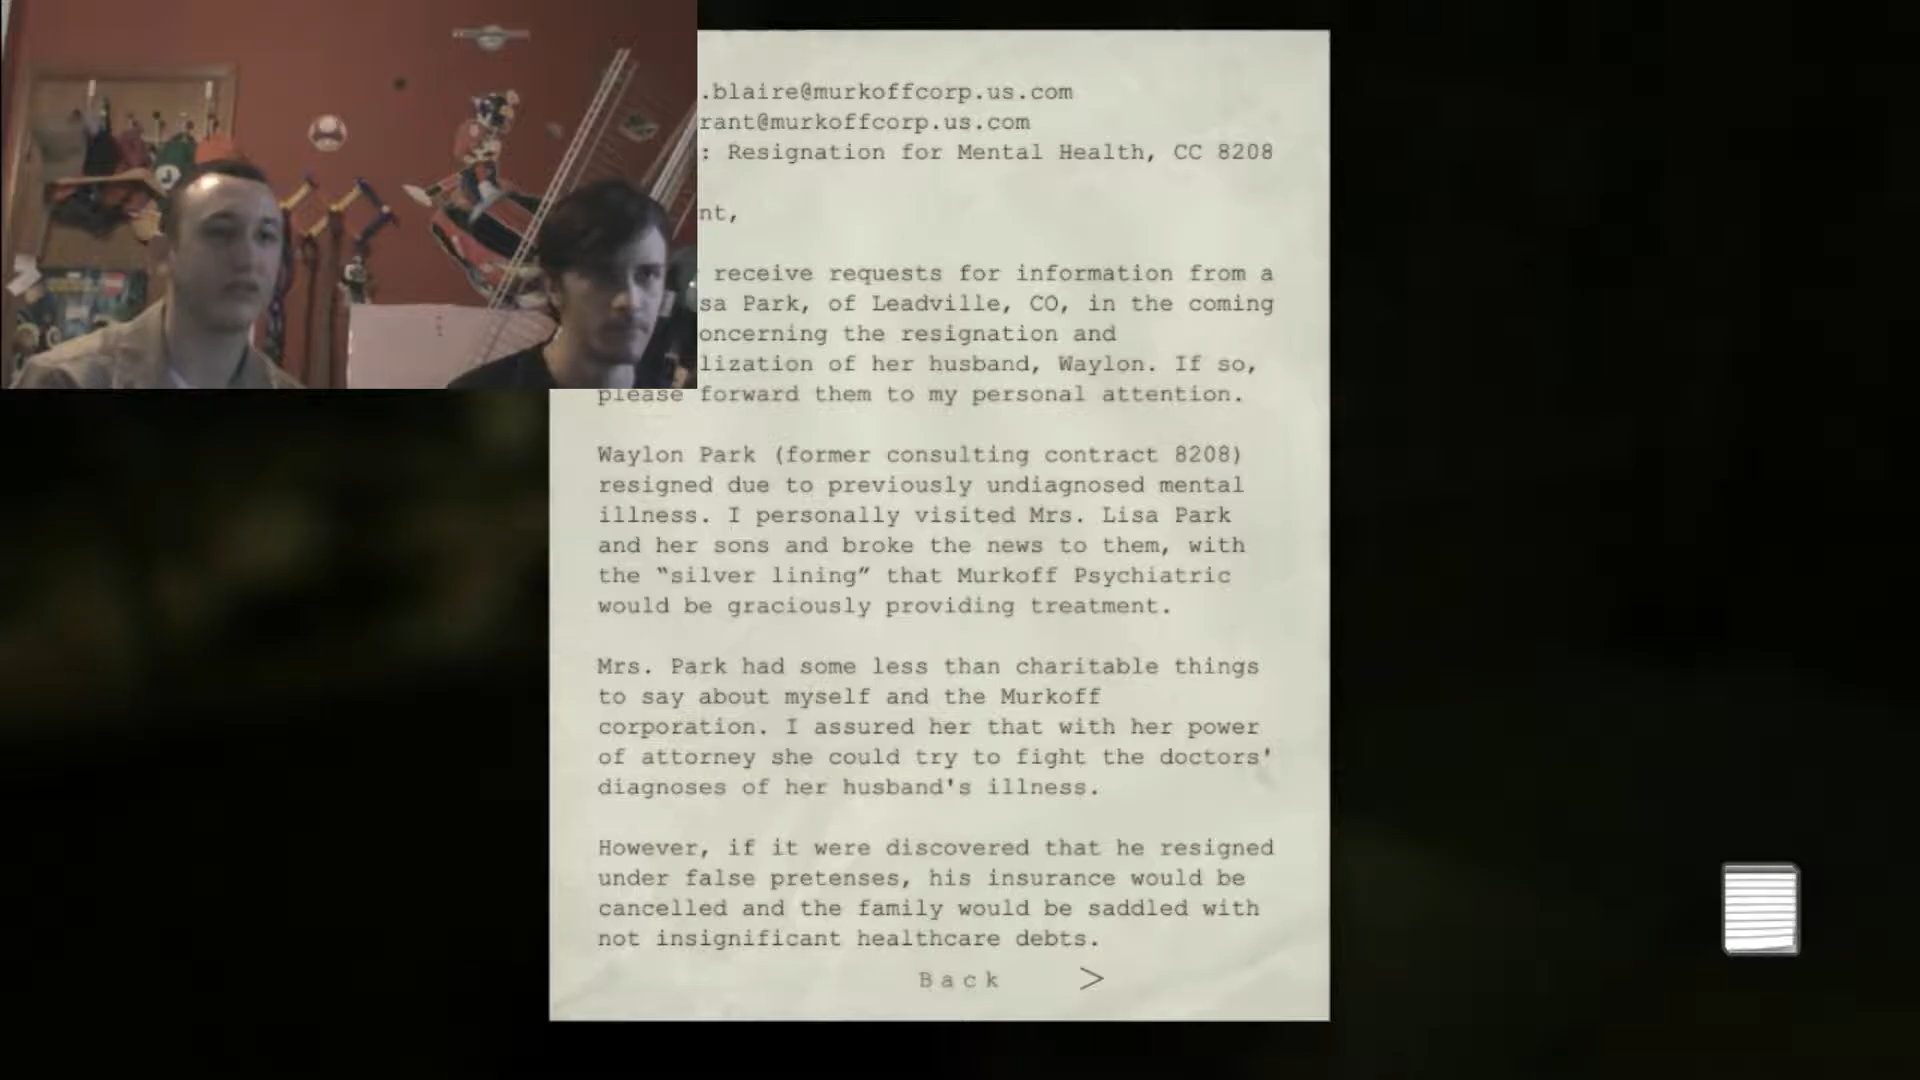 .blaire@murkoffcorp.us.com
rant@murkoffcorp.us.com
: Resignation for Mental Health, CC 8208
nt,
receive requests for information from a
sa Park, of Leadville, CO, in the coming
oncerning the resignation and
lization of her husband, Waylon. If so,
please forward them to my personal attention.
Waylon Park (former consulting contract 8208)
resigned due to previously undiagnosed mental
illness. I personally visited Mrs. Lisa Park
and her sons and broke the news to them, with
the “silver lining” that Murkoff Psychiatric
would be graciously providing treatment.
Mrs. Park had some less than charitable things
to say about myself and the Murkoff
corporation. I assured her that with her power
of attorney she could try to fight the doctors'
diagnoses of her husband's illness.
However, if it were discovered that he resigned
under false pretenses, his insurance would be
cancelled and the family would be saddled with
not insignificant healthcare debts.
Back >